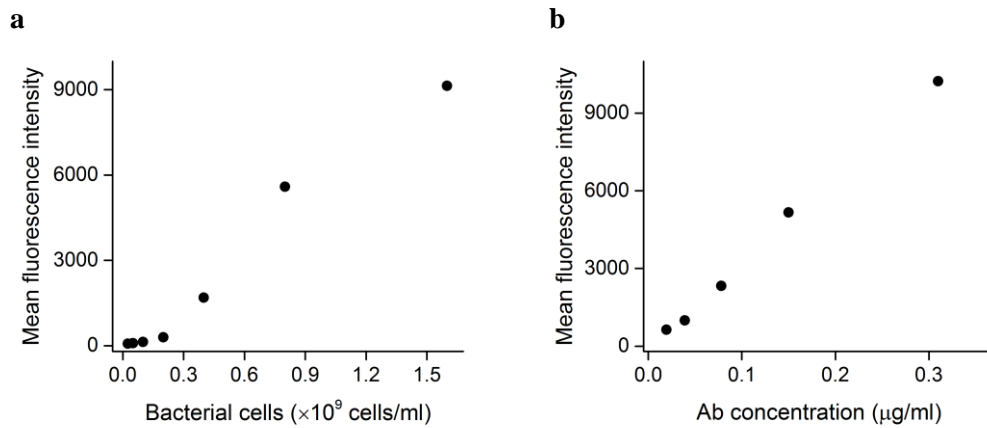 a
b
Mean fluorescence intensity
9000
6000
3000
0
0.0 0.3 0.6 0.9 1.2 1.5
Bacterial cells (×10⁹ cells/ml)
Mean fluorescence intensity
9000
6000
3000
0
0.0 0.1 0.2 0.3
Ab concentration (μg/ml)